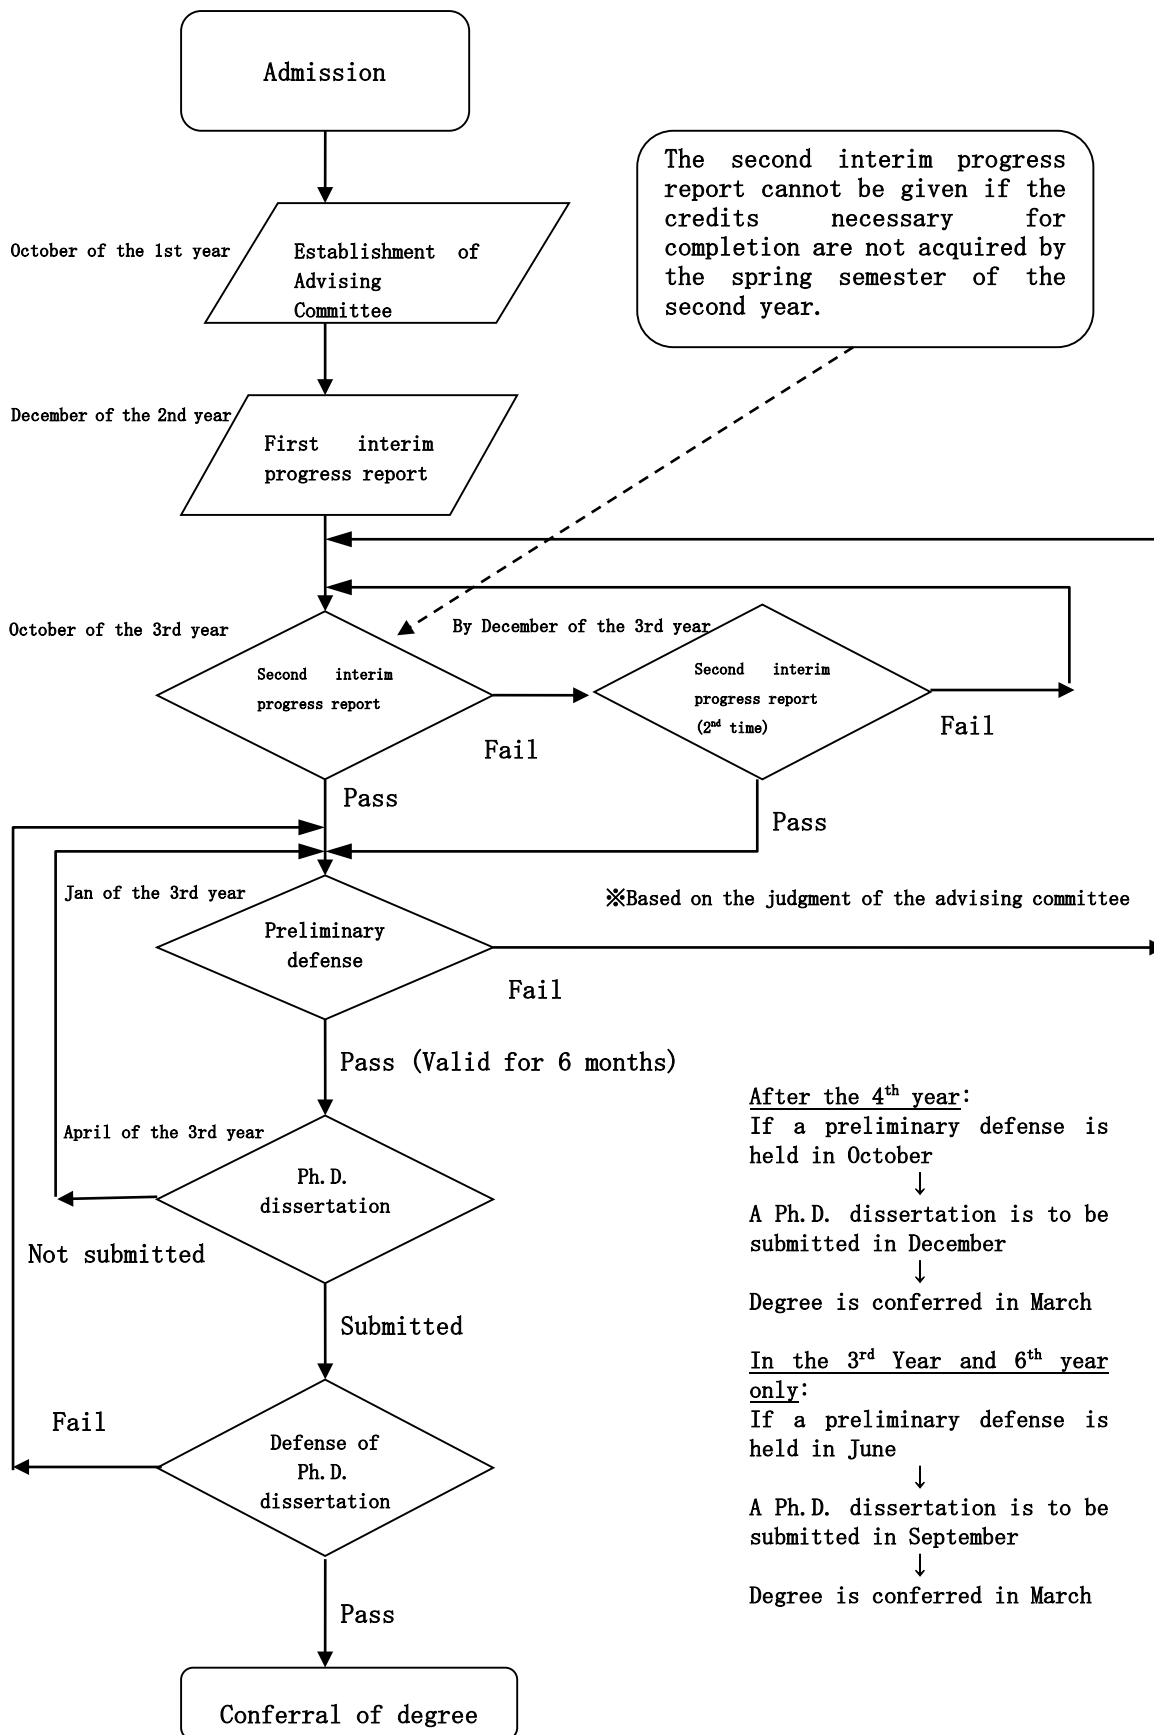 Admission
The second interim progress
report cannot be given if the
credits necessary for
completion are not acquired by
the spring semester of the
second year.
October of the 1st year
Establishment of
Advising
Committee
December of the 2nd year
First interim
progress report
October of the 3rd year
Second interim
progress report
Fail
By December of the 3rd year
Second interim
progress report
(2nd time)
Fail
Pass
Pass
Jan of the 3rd year
※Based on the judgment of the advising committee
Preliminary
defense
Fail
Pass (Valid for 6 months)
April of the 3rd year
Ph.D.
dissertation
Not submitted
Submitted
Fail
Defense of
Ph.D.
dissertation
Pass
Conferral of degree
After the 4th year:
If a preliminary defense is
held in October
↓
A Ph.D. dissertation is to be
submitted in December
↓
Degree is conferred in March
In the 3rd Year and 6th year
only:
If a preliminary defense is
held in June
↓
A Ph.D. dissertation is to be
submitted in September
↓
Degree is conferred in March